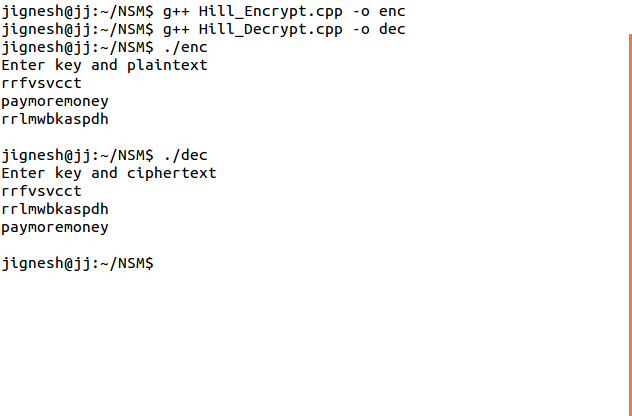 jignesh@jj:~/NSM$ g++ Hill_Encrypt.cpp -o enc
jignesh@jj:~/NSM$ g++ Hill_Decrypt.cpp -o dec
jignesh@jj:~/NSM$ ./enc
Enter key and plaintext
rrfvsvcct
paymoremoney
rrlmwbkaspdh
jignesh@jj:~/NSM$ ./dec
Enter key and ciphertext
rrfvsvcct
rrlmwbkaspdh
paymoremoney
jignesh@jj:~/NSM$